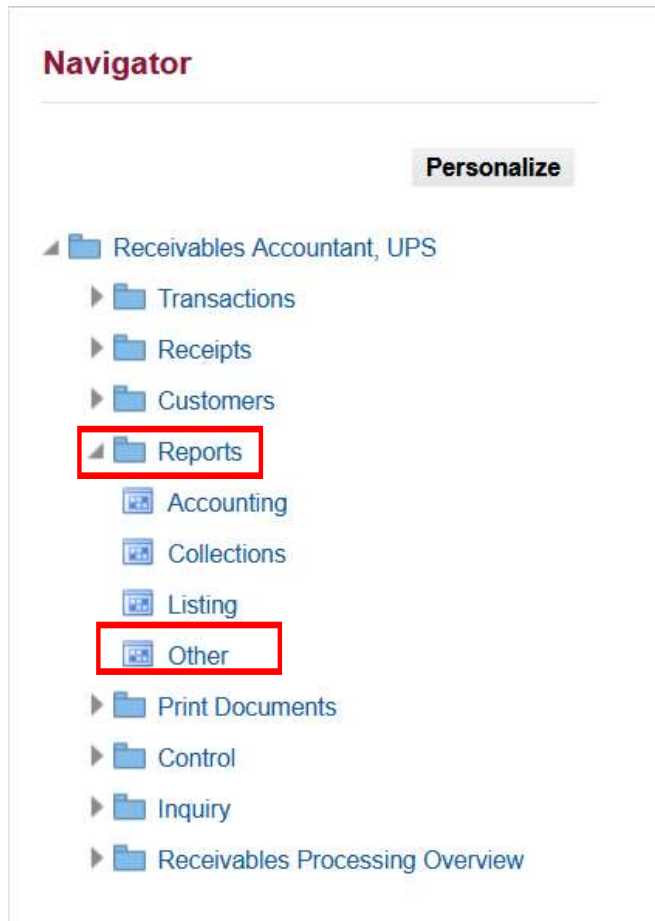 Navigator
Personalize
Receivables Accountant, UPS
Transactions
Receipts
Customers
Reports
Accounting
Collections
Listing
Other
Print Documents
Control
Inquiry
Receivables Processing Overview